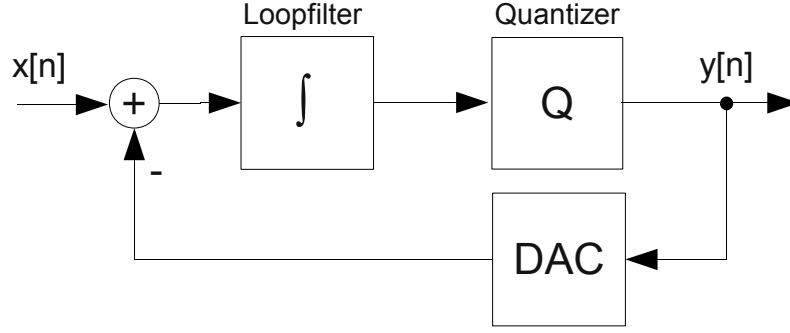 Loopfilter
Quantizer
x[n]
+
∫
Q
y[n]
-
DAC